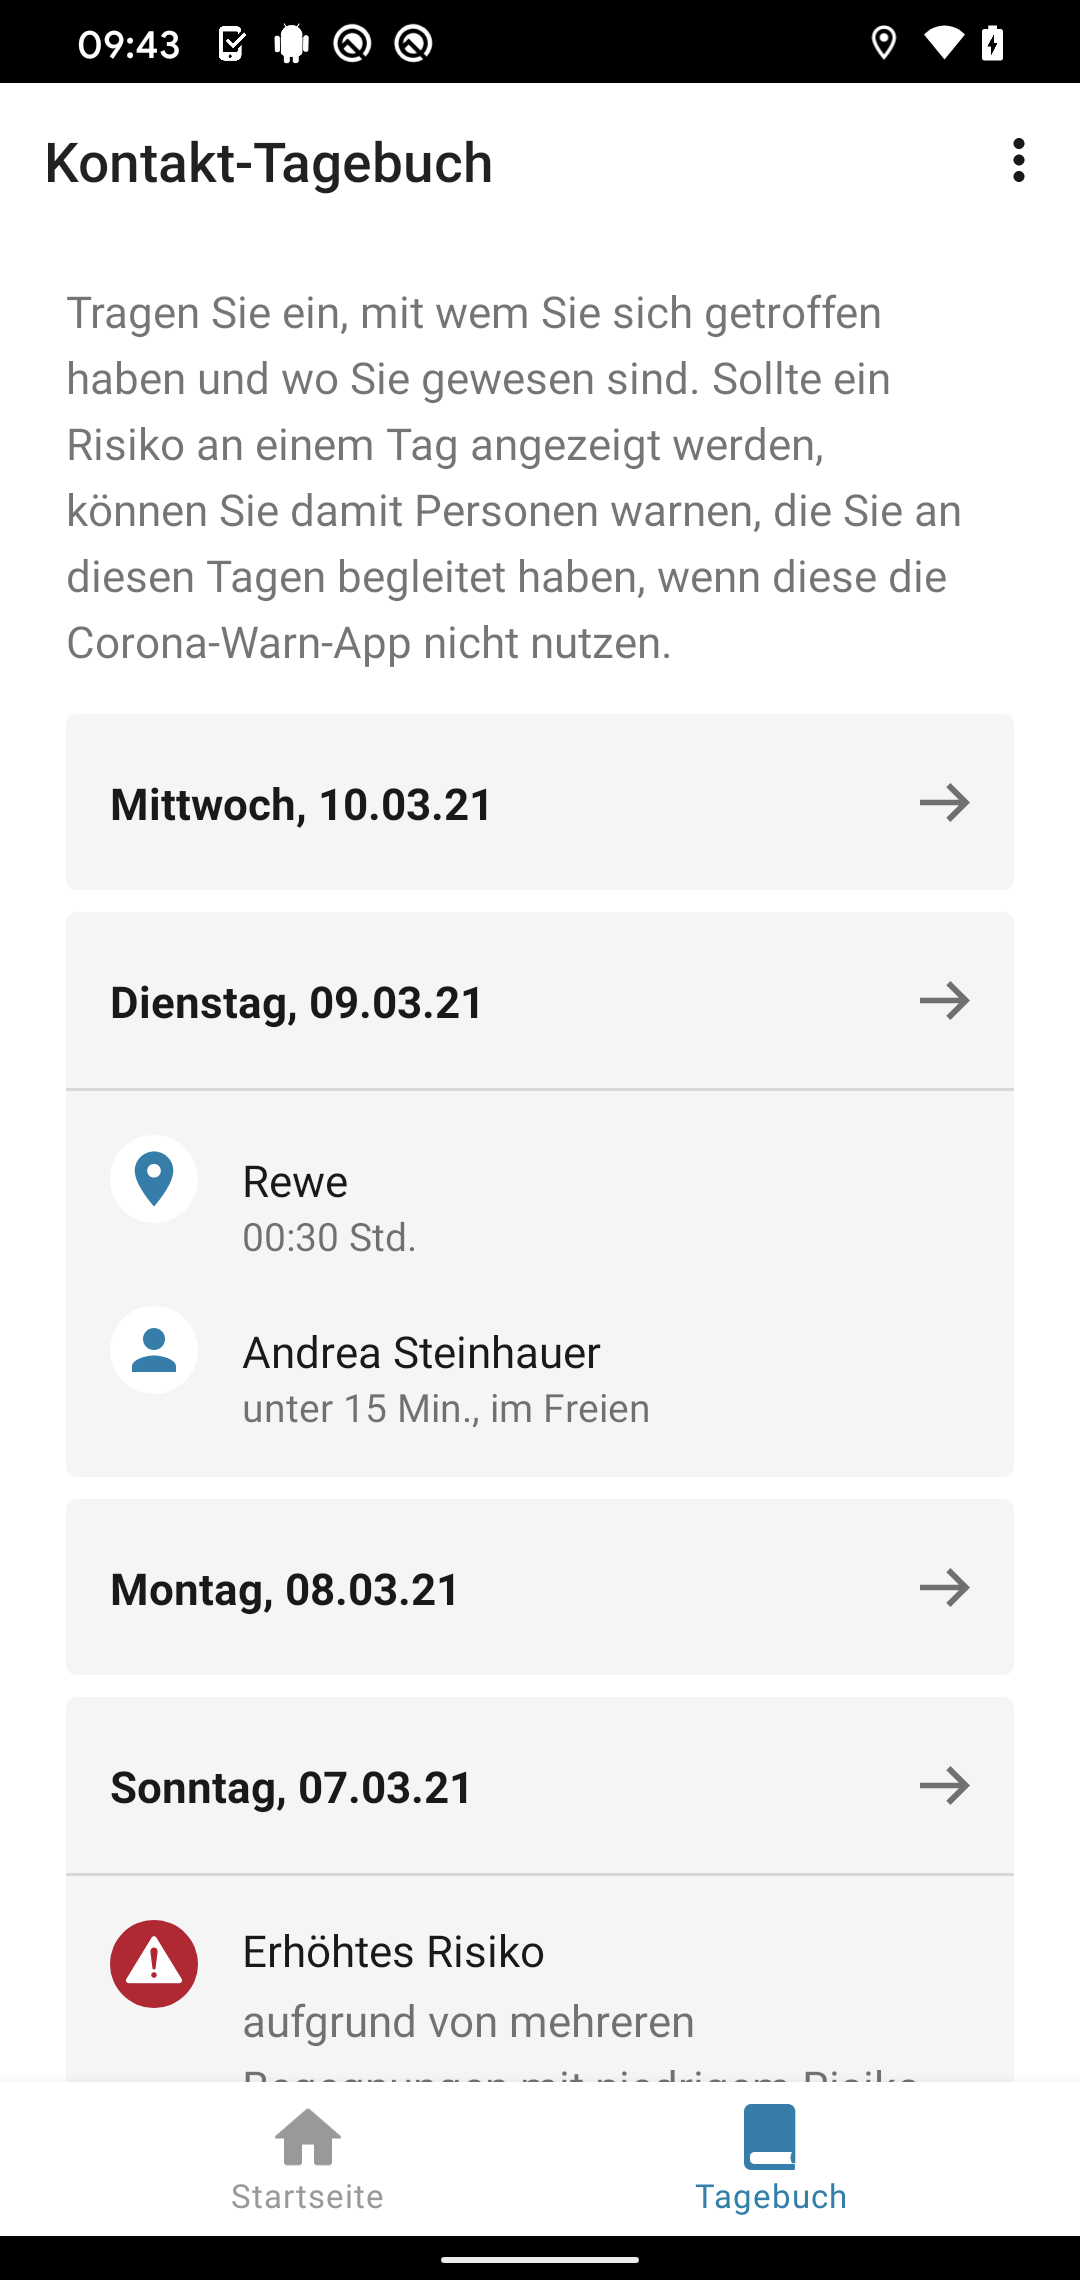 09:43
Kontakt-Tagebuch
Tragen Sie ein, mit wem Sie sich getroffen
haben und wo Sie gewesen sind. Sollte ein
Risiko an einem Tag angezeigt werden,
können Sie damit Personen warnen, die Sie an
diesen Tagen begleitet haben, wenn diese die
Corona-Warn-App nicht nutzen.
Mittwoch, 10.03.21
Dienstag, 09.03.21
Rewe
00:30 Std.
Andrea Steinhauer
unter 15 Min., im Freien
Montag, 08.03.21
Sonntag, 07.03.21
Erhöhtes Risiko
aufgrund von mehreren
Begegnungen mit niedrigem Risiko
Startseite
Tagebuch